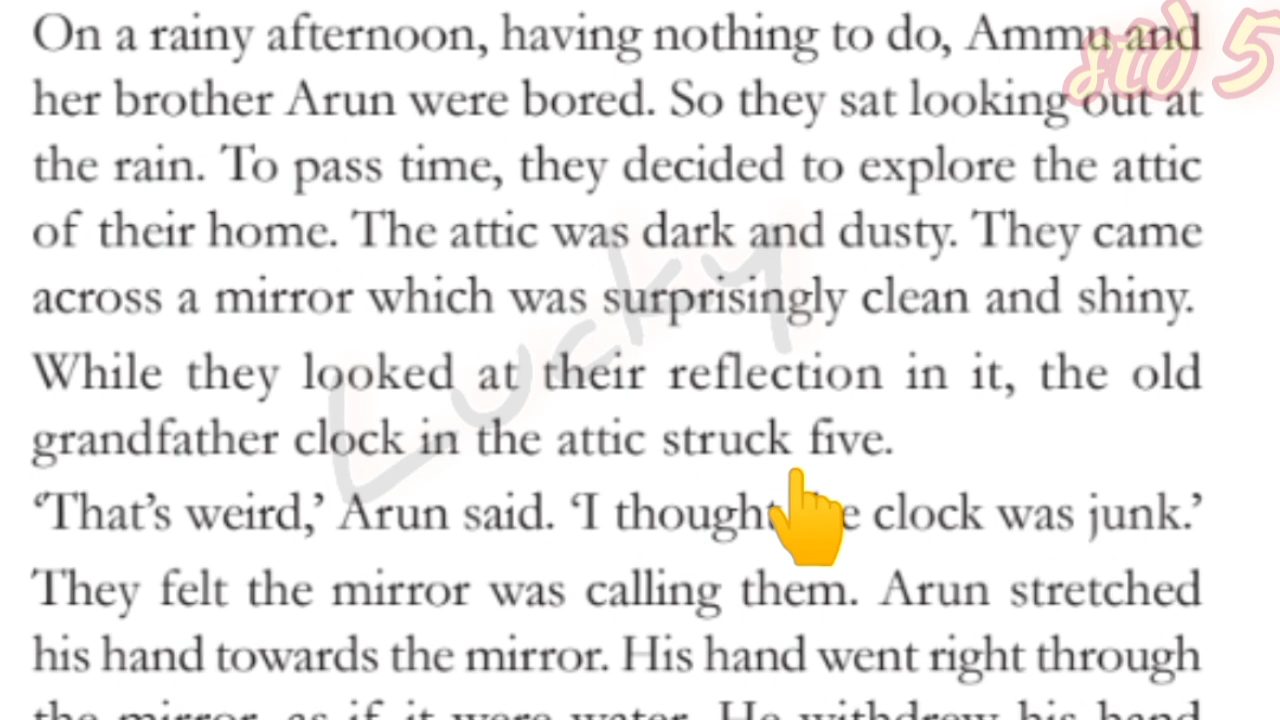 On a rainy afternoon, having nothing to do, Ammu and
her brother Arun were bored. So they sat looking out at
the rain. To pass time, they decided to explore the attic
of their home. The attic was dark and dusty. They came
across a mirror which was surprisingly clean and shiny.
While they looked at their reflection in it, the old
grandfather clock in the attic struck five.
‘That’s weird,’ Arun said. ‘I thought the clock was junk.’
They felt the mirror was calling them. Arun stretched
his hand towards the mirror. His hand went right through
the mirror, as if it were water. He withdrew his hand
std 5
Lucky